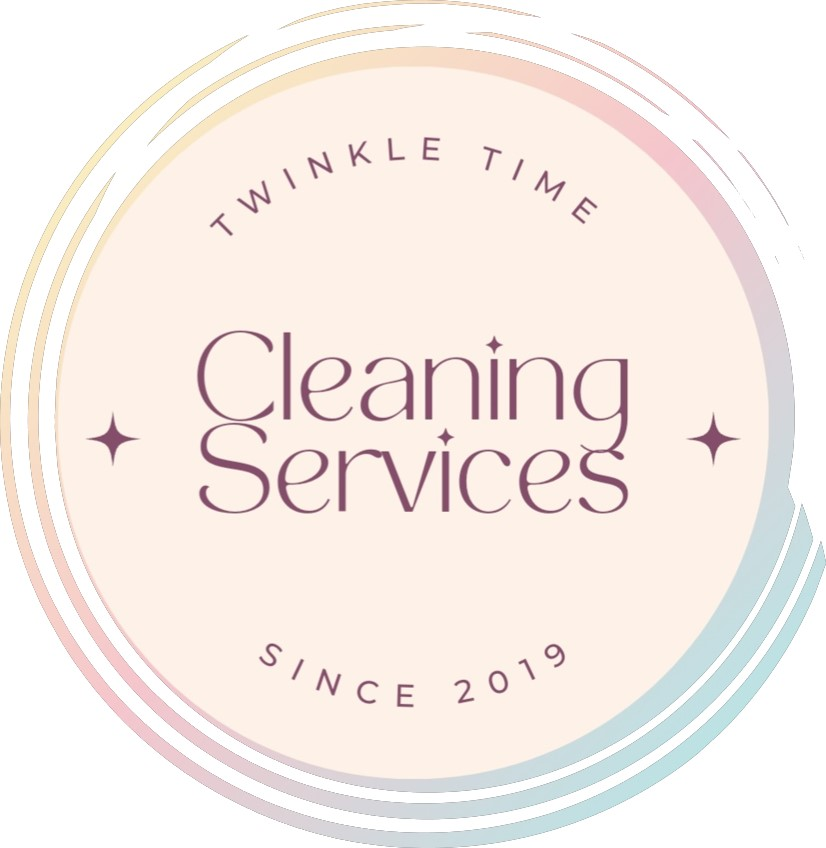 TWINKLE TIME
Cleaning
Services
SINCE 2019